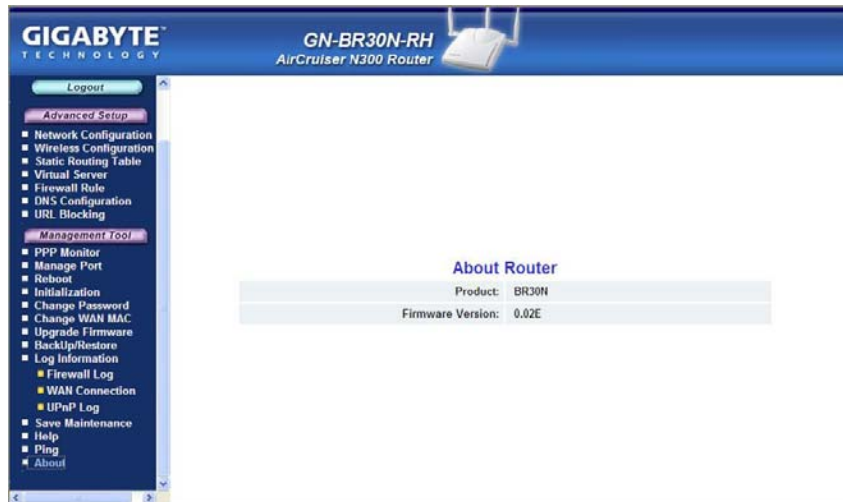 GIGABYTE™
TECHNOLOGY
GN-BR30N-RH
AirCruiser N300 Router
Logout
Advanced Setup
Network Configuration
Wireless Configuration
Static Routing Table
Virtual Server
Firewall Rule
DNS Configuration
URL Blocking
Management Tool
PPP Monitor
Manage Port
Reboot
Initialization
Change Password
Change WAN MAC
Upgrade Firmware
BackUp/Restore
Log Information
Firewall Log
WAN Connection
UPnP Log
Save Maintenance
Help
Ping
About
About Router
Product: BR30N
Firmware Version: 0.02E